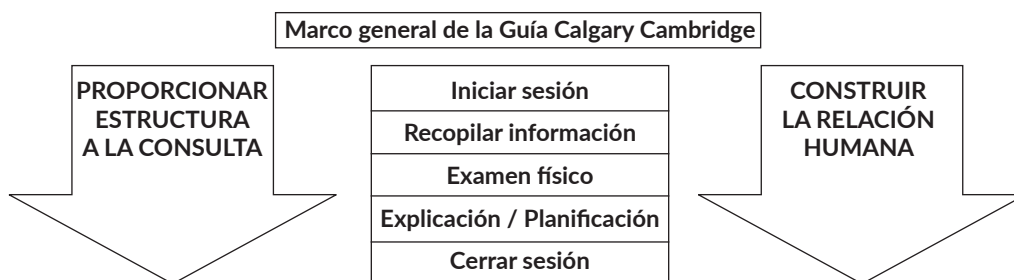 Marco general de la Guía Calgary Cambridge
PROPORCIONAR
ESTRUCTURA
A LA CONSULTA
Iniciar sesión
Recopilar información
Examen físico
Explicación / Planificación
Cerrar sesión
CONSTRUIR
LA RELACIÓN
HUMANA